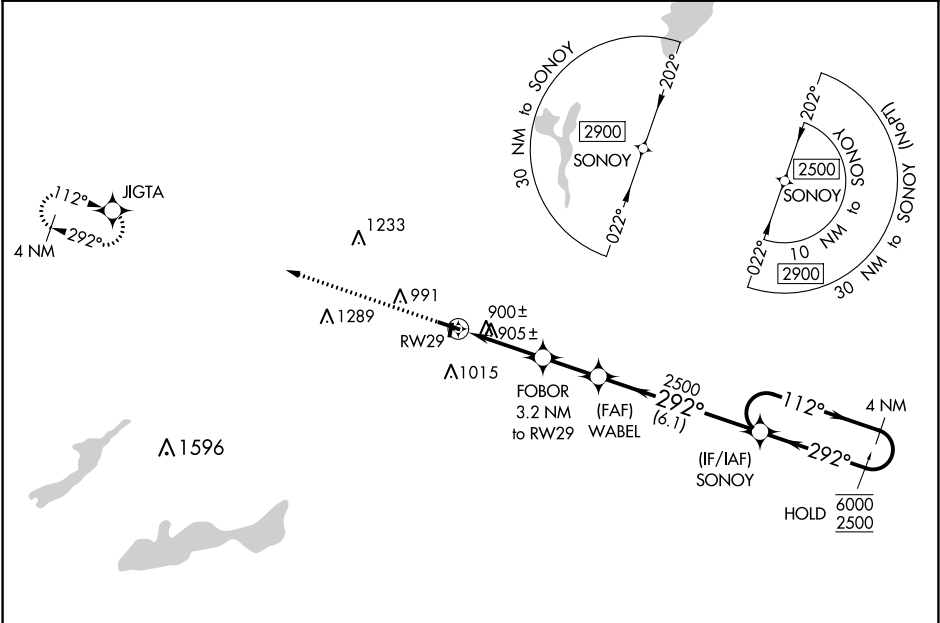 30 NM to SONOY
202°
2900
SONOY
022°
202°
2500
SONOY
10 NM to SONOY
30 NM to SONOY (NoPT)
022°
2900
112°
JIGTA
292°
4 NM
1233
991
1289
900±
905±
RW29
1015
FOBOR
3.2 NM
to RW29
(FAF)
WABEL
2500
292°
(6.1)
112°
4 NM
292°
(IF/IAF)
SONOY
HOLD
6000
2500
1596